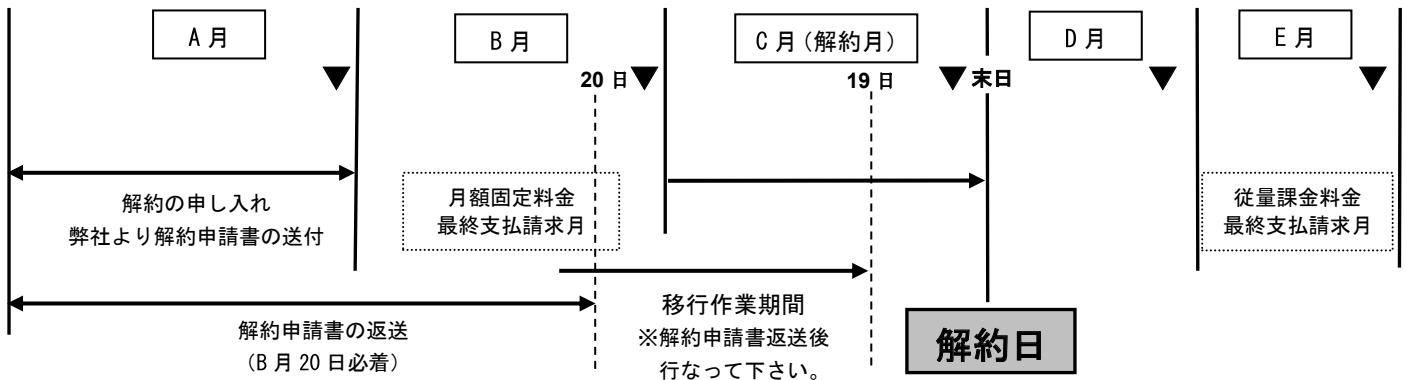 A月
B月
C月(解約月)
D月
E月
20日
19日
末日
解約の申し入れ
弊社より解約申請書の送付
月額固定料金
最終支払請求月
従量課金料金
最終支払請求月
解約申請書の返送
(B月20日必着)
移行作業期間
※解約申請書返送後
行なって下さい。
解約日